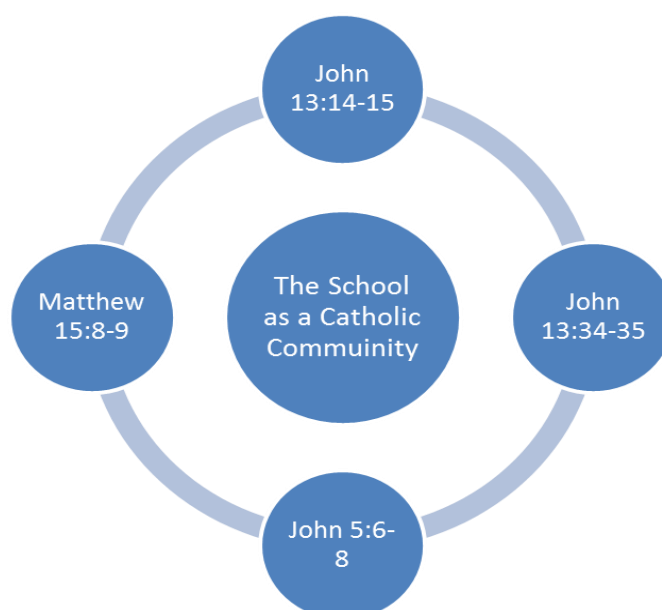 John
13:14-15
Matthew
15:8-9
The School
as a Catholic
Commuinity
John
13:34-35
John 5:6-
8